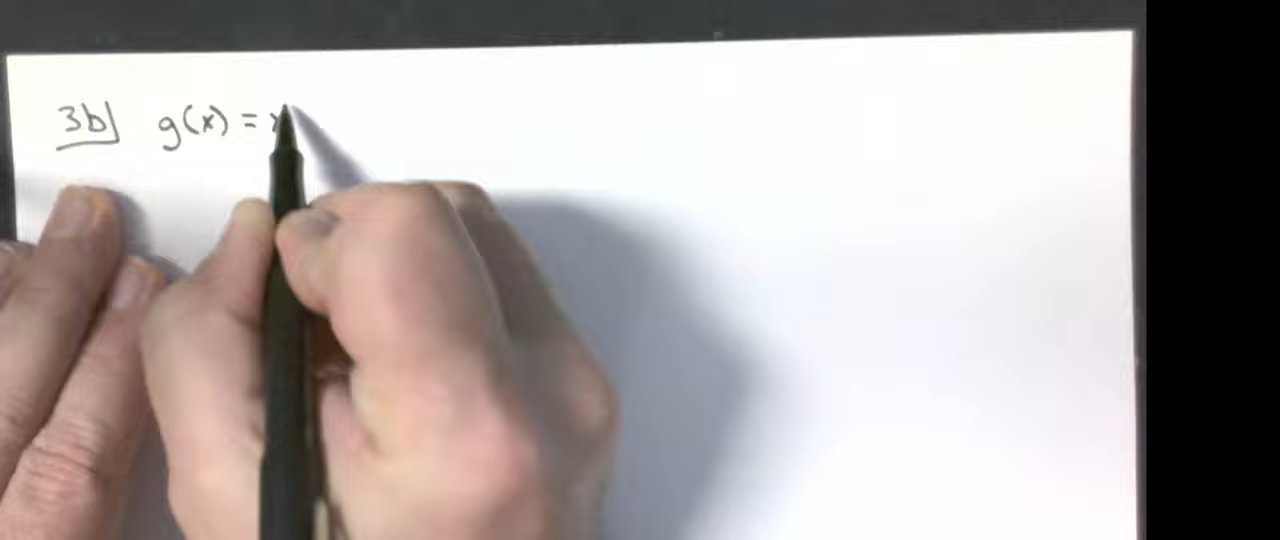 3b) g(x) = x